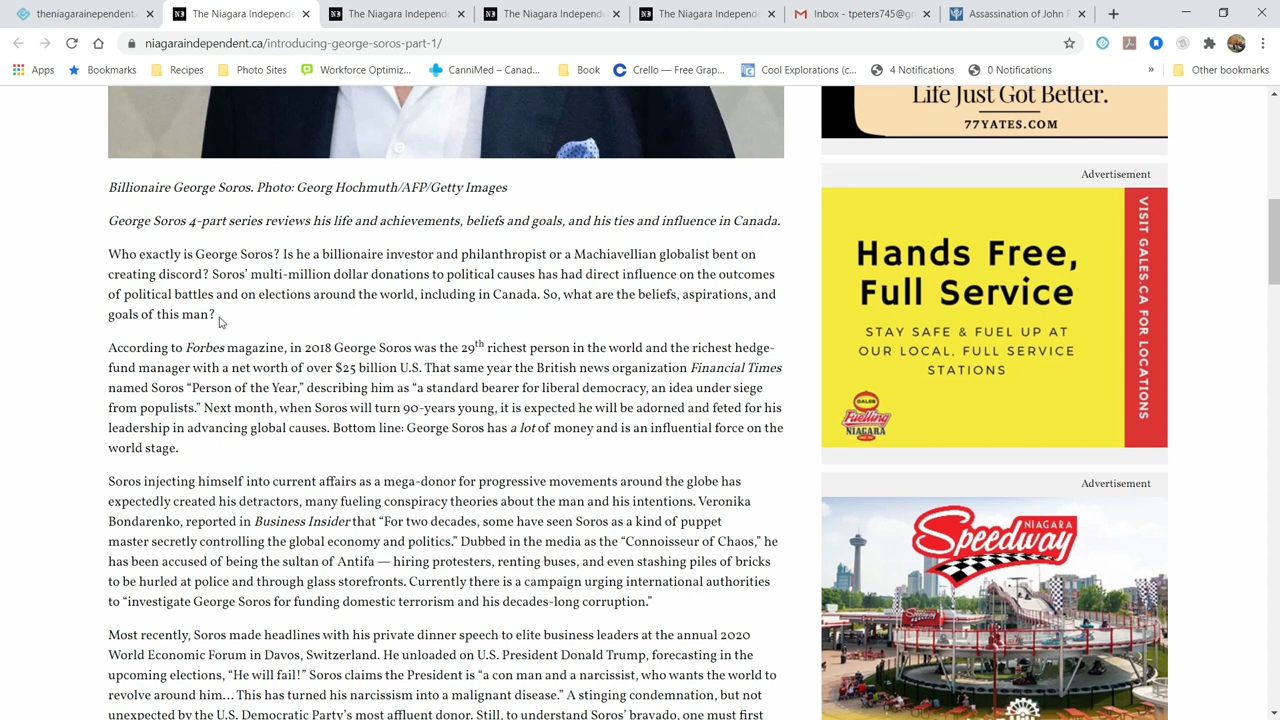 theniagaraindependent.
The Niagara Independent
The Niagara Independent
The Niagara Independent
The Niagara Independent
Inbox - tpeters745@gm
Assassination of John F
niagaraindependent.ca/introducing-george-soros-part-1/
Apps
Bookmarks
Recipes
Photo Sites
Workforce Optimiz...
CanniMed – Canad...
Book
Crello — Free Grap...
Cool Explorations (c...
4 Notifications
0 Notifications
»
Other bookmarks
Billionaire George Soros. Photo: Georg Hochmuth/AFP/Getty Images
George Soros 4-part series reviews his life and achievements, beliefs and goals, and his ties and influence in Canada.
Who exactly is George Soros? Is he a billionaire investor and philanthropist or a Machiavellian globalist bent on
creating discord? Soros' multi-million dollar donations to political causes has had direct influence on the outcomes
of political battles and on elections around the world, including in Canada. So, what are the beliefs, aspirations, and
goals of this man?
According to Forbes magazine, in 2018 George Soros was the 29th richest person in the world and the richest hedge-
fund manager with a net worth of over $25 billion U.S. That same year the British news organization Financial Times
named Soros “Person of the Year,” describing him as “a standard bearer for liberal democracy, an idea under siege
from populists.” Next month, when Soros will turn 90-years young, it is expected he will be adorned and feted for his
leadership in advancing global causes. Bottom line: George Soros has a lot of money and is an influential force on the
world stage.
Soros injecting himself into current affairs as a mega-donor for progressive movements around the globe has
expectedly created his detractors, many fueling conspiracy theories about the man and his intentions. Veronika
Bondarenko, reported in Business Insider that “For two decades, some have seen Soros as a kind of puppet
master secretly controlling the global economy and politics.” Dubbed in the media as the “Connoisseur of Chaos,” he
has been accused of being the sultan of Antifa — hiring protesters, renting buses, and even stashing piles of bricks
to be hurled at police and through glass storefronts. Currently there is a campaign urging international authorities
to “investigate George Soros for funding domestic terrorism and his decades-long corruption.”
Most recently, Soros made headlines with his private dinner speech to elite business leaders at the annual 2020
World Economic Forum in Davos, Switzerland. He unloaded on U.S. President Donald Trump, forecasting in the
upcoming elections, “He will fail!” Soros claims the President is “a con man and a narcissist, who wants the world to
revolve around him… This has turned his narcissism into a malignant disease.” A stinging condemnation, but not
unexpected by the U.S. Democratic Party’s most affluent donor. Still, to understand Soros’ bravado, one must first
Life Just Got Better.
77YATES.COM
Advertisement
Hands Free,
Full Service
STAY SAFE & FUEL UP AT
OUR LOCAL, FULL SERVICE
STATIONS
GALES
Fuelling
NIAGARA
VISIT GALES.CA FOR LOCATIONS
Advertisement
NIAGARA
Speedway